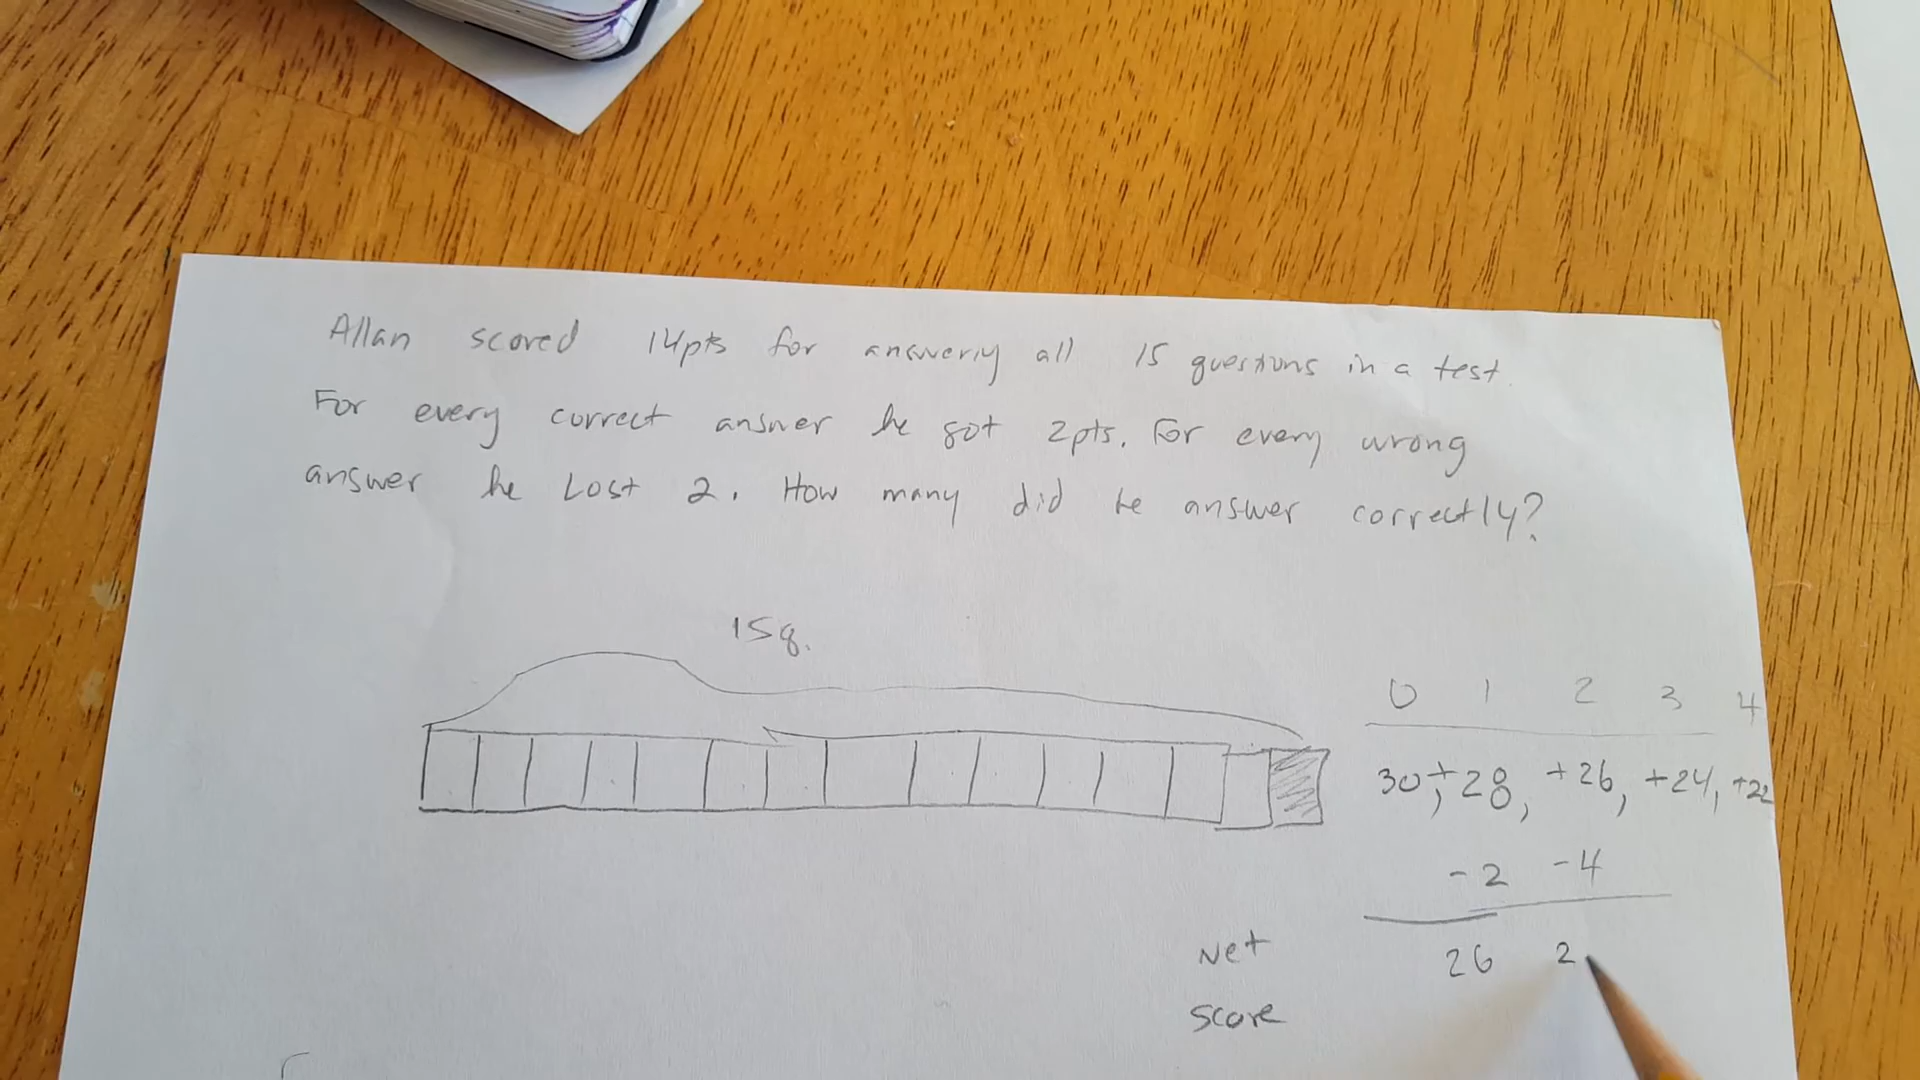 Allan scored 14pts for answering all 15 questions in a test.
For every correct answer he got 2pts. For every wrong
answer he Lost 2. How many did he answer correctly?
15q.
0 1 2 3 4
30, +28, +26, +24, +22
-2 -4
Net 26 2
score